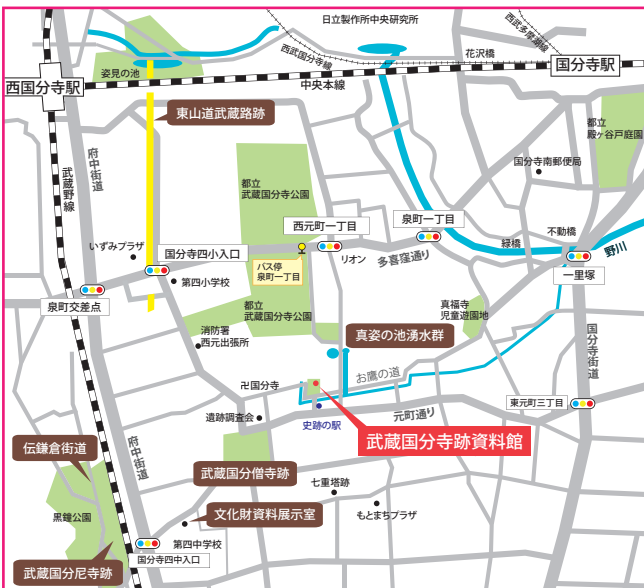 日立製作所中央研究所
西武国分寺線
西武多摩湖線
花沢橋
姿見の池
西国分寺駅
国分寺駅
中央本線
東山道武蔵路跡
都立
殿ヶ谷戸庭園
府中街道
武蔵野線
国分寺南郵便局
都立
武蔵国分寺公園
西元町一丁目
泉町一丁目
不動橋
緑橋
野川
いずみプラザ
国分寺四小入口
リオン
多喜窪通り
バス停
泉町一丁目
一里塚
第四小学校
泉町交差点
都立
武蔵国分寺公園
真福寺
児童遊園地
消防署
西元出張所
真姿の池湧水群
国分寺街道
お鷹の道
卍国分寺
東元町三丁目
遺跡調査会
史跡の駅
元町通り
武蔵国分寺跡資料館
伝鎌倉街道
府中街道
武蔵国分僧寺跡
七重塔跡
黒鐘公園
文化財資料展示室
もとまちプラザ
第四中学校
国分寺四中入口
武蔵国分尼寺跡